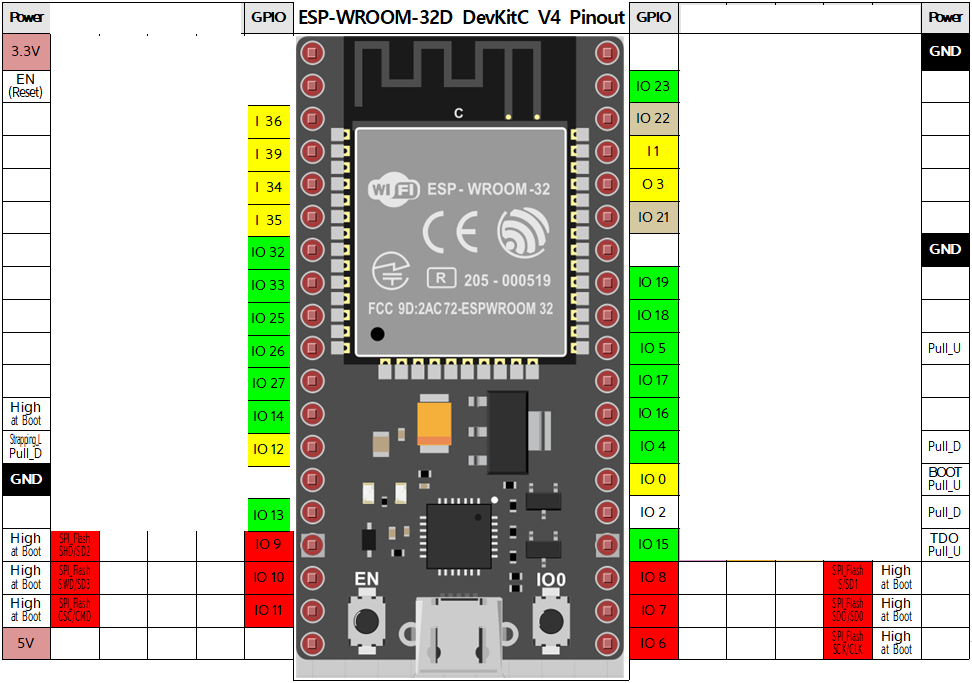 Power GPIO ESP-WROOM-32D DevKitC V4 Pinout GPIO Power
3.3V GND
EN
(Reset) IO 23
I 36 IO 22
I 39 I 1
I 34 O 3
I 35 IO 21
IO 32 GND
IO 33 IO 19
IO 25 IO 18
IO 26 IO 5 Pull_U
IO 27 IO 17
High
at Boot IO 14 IO 16
Strapping_L
Pull_D IO 12 IO 4 Pull_D
GND IO 0 BOOT
Pull_U
IO 13 IO 2 Pull_D
High
at Boot SPI_Flash
SHD/SD2 IO 9 IO 15 TDO
Pull_U
High
at Boot SPI_Flash
SWD/SD3 IO 10 IO 8 SPI_Flash
S/SD1 High
at Boot
High
at Boot SPI_Flash
CSC/CMD IO 11 IO 7 SPI_Flash
SDO/SD0 High
at Boot
5V IO 6 SPI_Flash
SCK/CLK High
at Boot
C
WiFi ESP - WROOM - 32
CE
R 205 - 000519
FCC 9D:2AC72-ESPWROOM 32
EN IO0